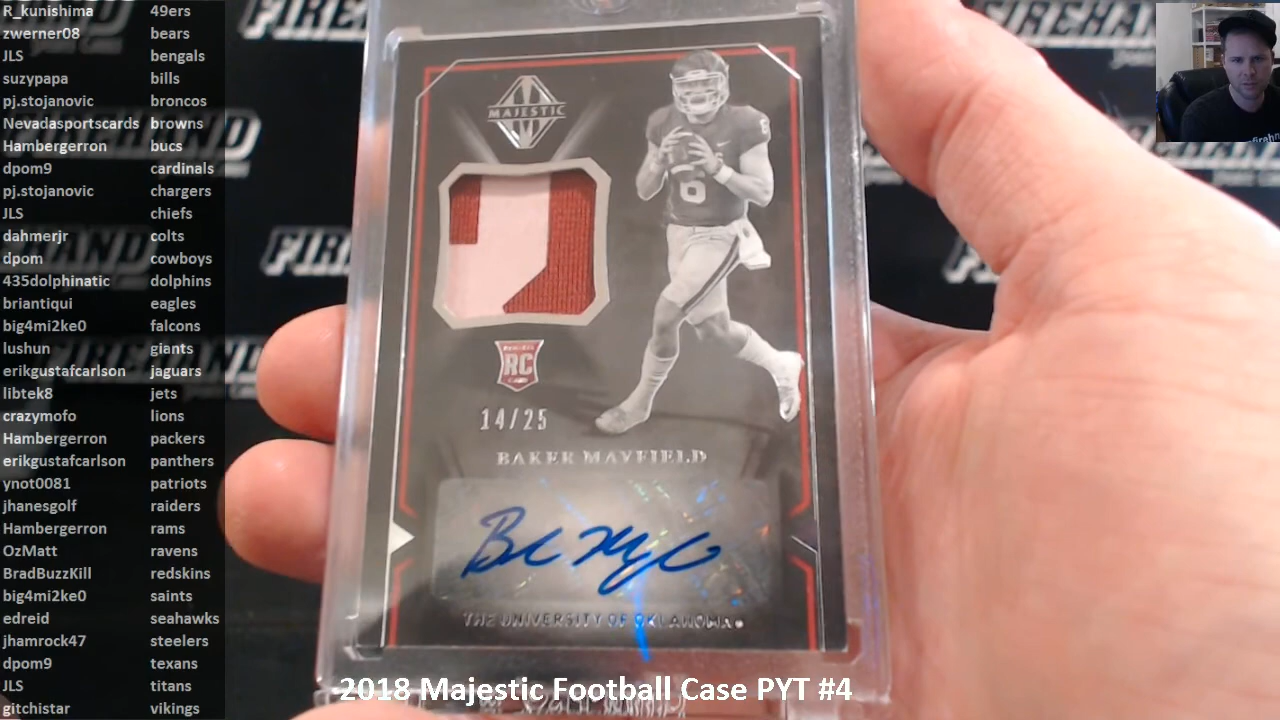 R_kunishima 49ers
zwerner08 bears
JLS bengals
suzypapa bills
pj.stojanovic broncos
Nevadasportscards browns
Hambergerron bucs
dpom9 cardinals
pj.stojanovic chargers
JLS chiefs
dahmerjr colts
dpom cowboys
435dolphinatic dolphins
briantiqui eagles
big4mi2ke0 falcons
lushun giants
erikgustafcarlson jaguars
libtek8 jets
crazymofo lions
Hambergerron packers
erikgustafcarlson panthers
ynot0081 patriots
jhanesgolf raiders
Hambergerron rams
OzMatt ravens
BradBuzzKill redskins
big4mi2ke0 saints
edreid seahawks
jhamrock47 steelers
dpom9 texans
JLS titans
gitchistar vikings
MAJESTIC
6
RC
14/25
BAKER MAYFIELD
THE UNIVERSITY OF OKLAHOMA
2018 Majestic Football Case PYT #4
FIREHAND